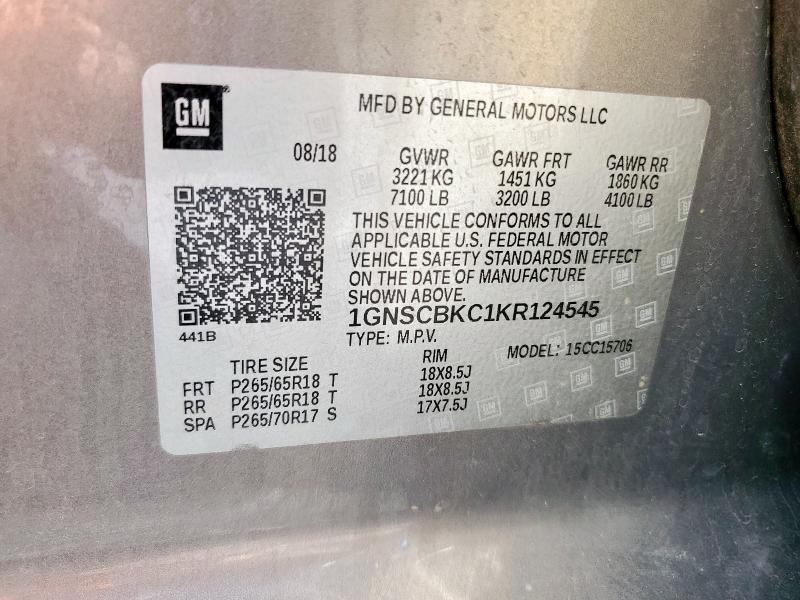 GM
MFD BY GENERAL MOTORS LLC
08/18 GVWR GAWR FRT GAWR RR
3221 KG 1451 KG 1860 KG
7100 LB 3200 LB 4100 LB
THIS VEHICLE CONFORMS TO ALL
APPLICABLE U.S. FEDERAL MOTOR
VEHICLE SAFETY STANDARDS IN EFFECT
ON THE DATE OF MANUFACTURE
SHOWN ABOVE.
1GNSCBKC1KR124545
441B
TYPE: M.P.V. MODEL: 15CC15706
TIRE SIZE RIM
FRT P265/65R18 T 18X8.5J
RR P265/65R18 T 18X8.5J
SPA P265/70R17 S 17X7.5J